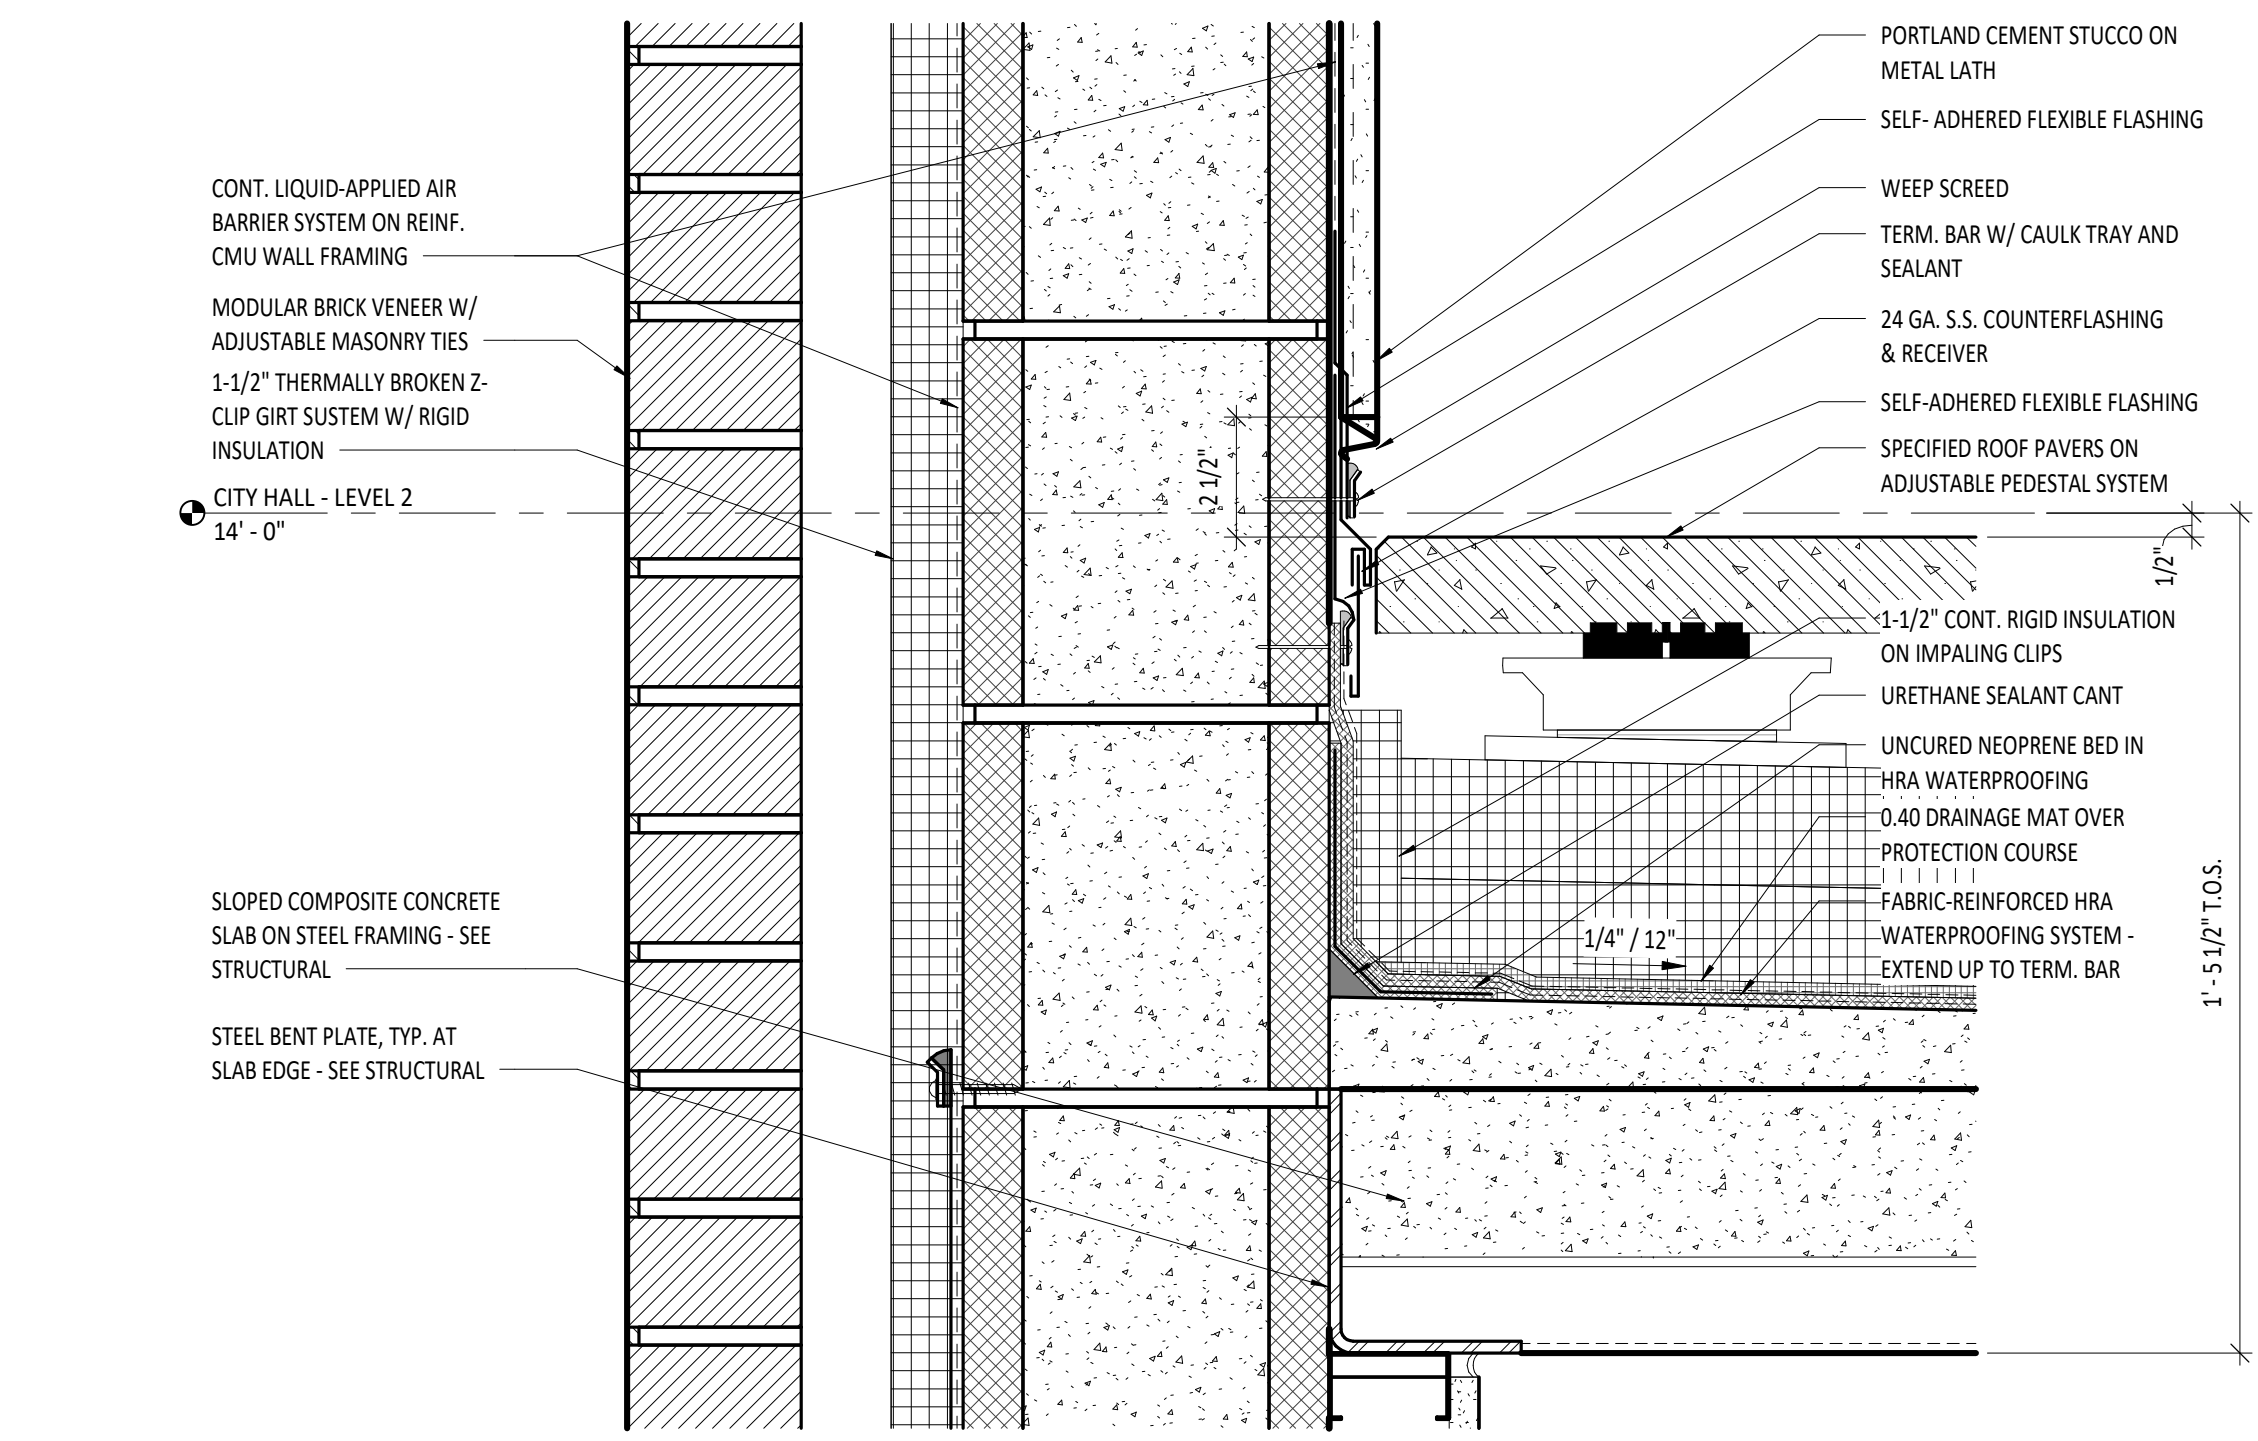 CONT. LIQUID-APPLIED AIR
BARRIER SYSTEM ON REINF.
CMU WALL FRAMING
MODULAR BRICK VENEER W/
ADJUSTABLE MASONRY TIES
1-1/2" THERMALLY BROKEN Z-
CLIP GIRT SUSTEM W/ RIGID
INSULATION
CITY HALL - LEVEL 2
14' - 0"
SLOPED COMPOSITE CONCRETE
SLAB ON STEEL FRAMING - SEE
STRUCTURAL
STEEL BENT PLATE, TYP. AT
SLAB EDGE - SEE STRUCTURAL
2 1/2"
1/4" / 12"
PORTLAND CEMENT STUCCO ON
METAL LATH
SELF- ADHERED FLEXIBLE FLASHING
WEEP SCREED
TERM. BAR W/ CAULK TRAY AND
SEALANT
24 GA. S.S. COUNTERFLASHING
& RECEIVER
SELF-ADHERED FLEXIBLE FLASHING
SPECIFIED ROOF PAVERS ON
ADJUSTABLE PEDESTAL SYSTEM
1/2"
1-1/2" CONT. RIGID INSULATION
ON IMPALING CLIPS
URETHANE SEALANT CANT
UNCURED NEOPRENE BED IN
HRA WATERPROOFING
0.40 DRAINAGE MAT OVER
PROTECTION COURSE
FABRIC-REINFORCED HRA
WATERPROOFING SYSTEM -
EXTEND UP TO TERM. BAR
1' - 5 1/2" T.O.S.